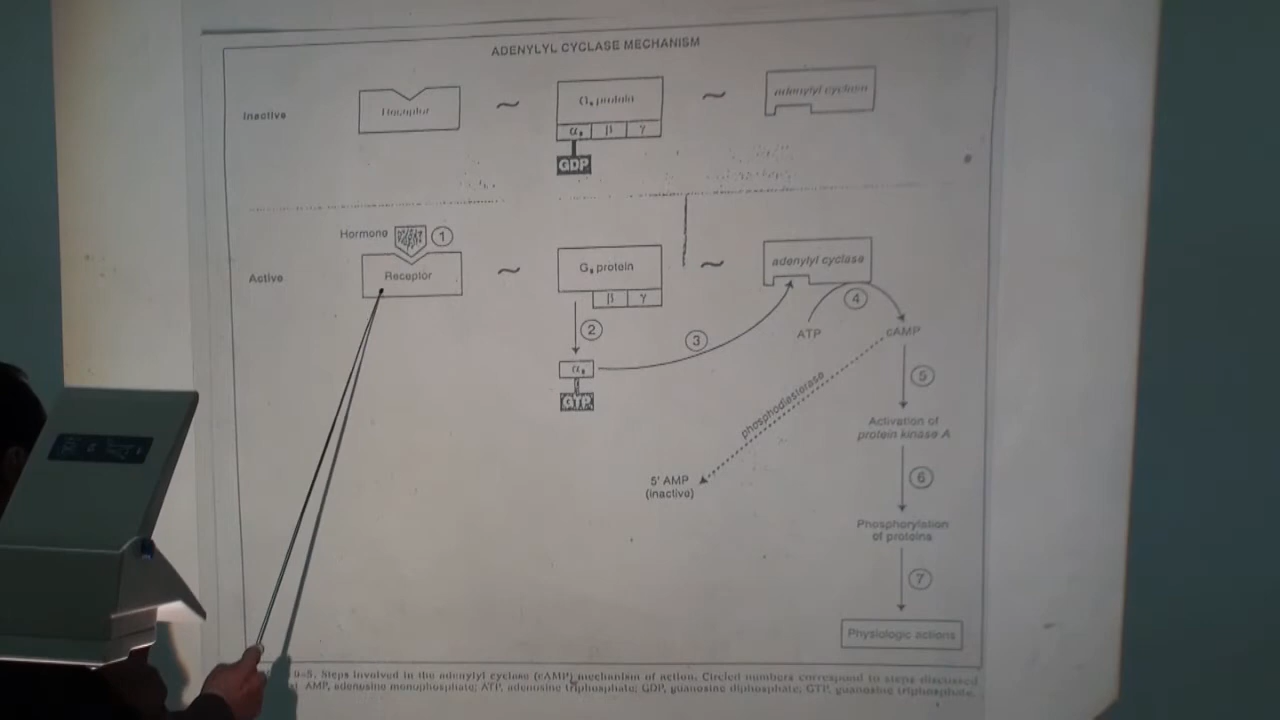 ADENYLYL CYCLASE MECHANISM
Inactive
Receptor
~
Gs protein
~
adenylyl cyclase
αs β γ
GDP
Hormone
1
Active
Receptor
~
Gs protein
~
adenylyl cyclase
β γ
2
3
4
ATP
cAMP
αs
GTP
phosphodiesterase
5
Activation of
protein kinase A
5' AMP
(inactive)
6
Phosphorylation
of proteins
7
Physiologic actions
9–5. Steps involved in the adenylyl cyclase (cAMP) mechanism of action. Circled numbers correspond to steps discussed
AMP, adenosine monophosphate; ATP, adenosine triphosphate; GDP, guanosine diphosphate; GTP, guanosine triphosphate.